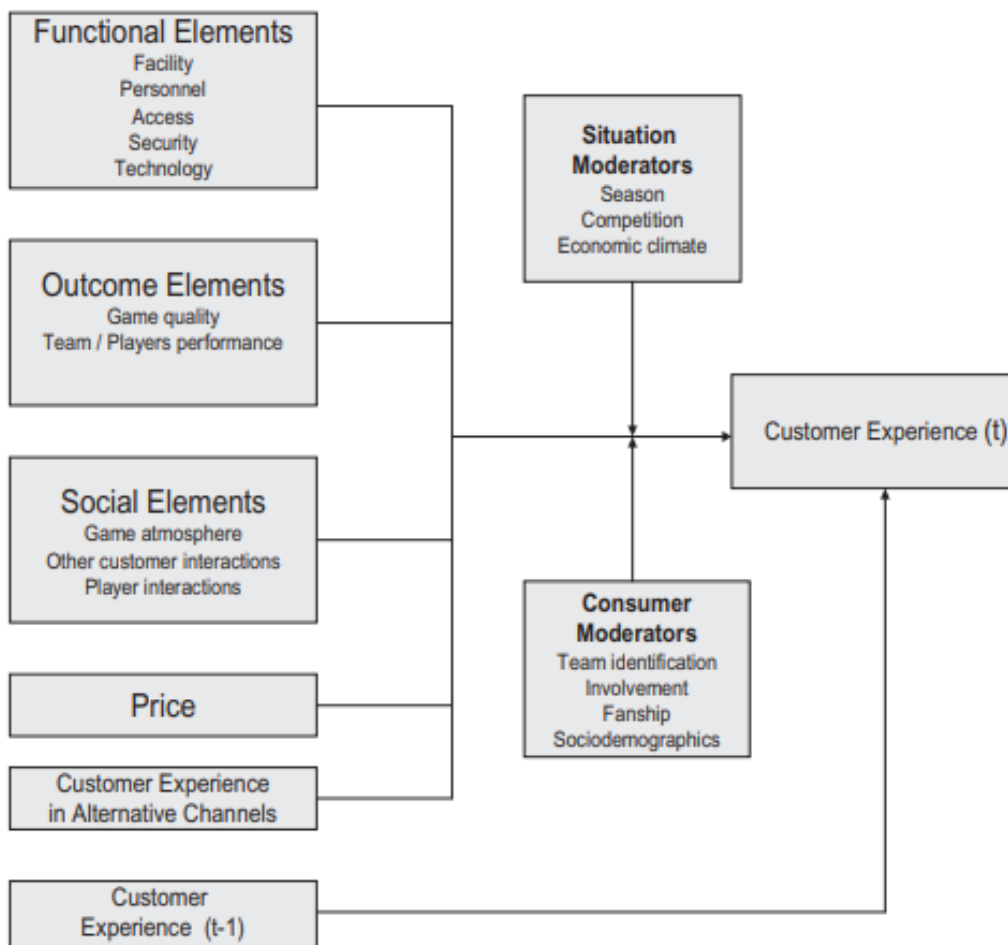 Functional Elements
Facility
Personnel
Access
Security
Technology
Outcome Elements
Game quality
Team / Players performance
Social Elements
Game atmosphere
Other customer interactions
Player interactions
Price
Customer Experience
in Alternative Channels
Customer
Experience (t-1)
Situation
Moderators
Season
Competition
Economic climate
Consumer
Moderators
Team identification
Involvement
Fanship
Sociodemographics
Customer Experience (t)